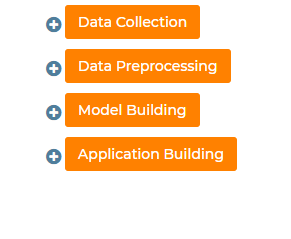 Data Collection
Data Preprocessing
Model Building
Application Building